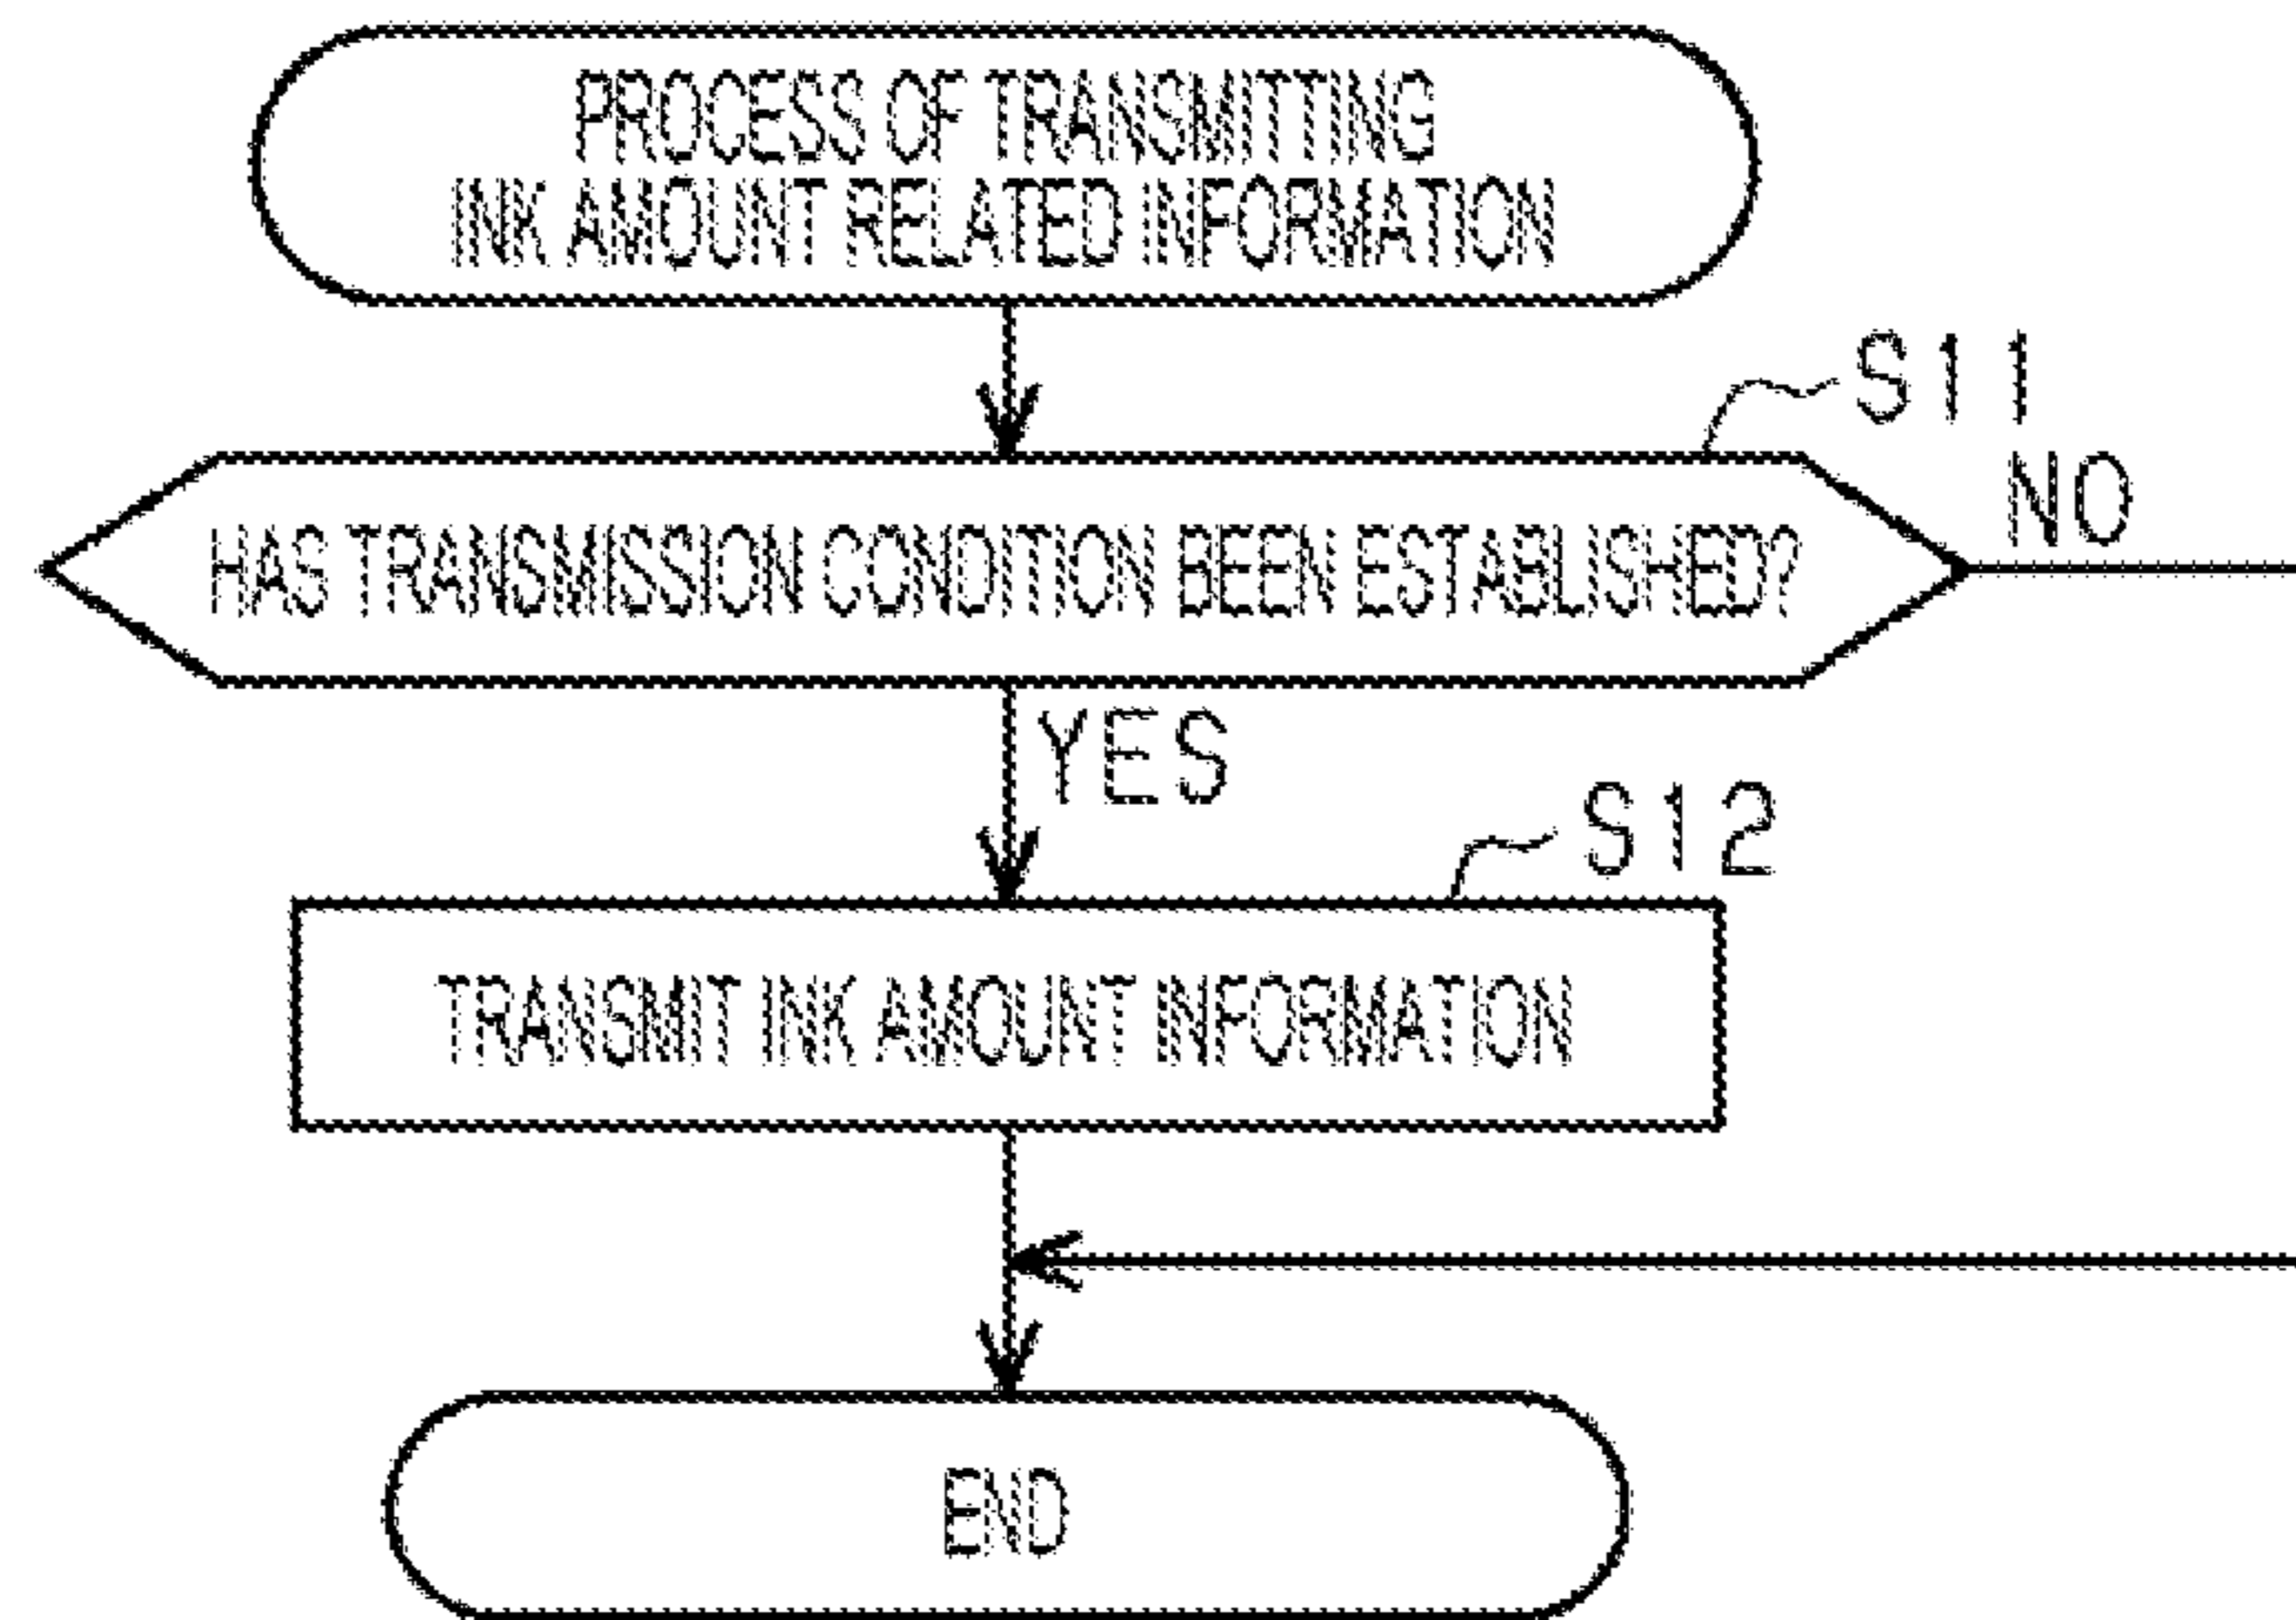 PROCESS OF TRANSMITTING
INK AMOUNT RELATED INFORMATION
S11
HAS TRANSMISSION CONDITION BEEN ESTABLISHED?
NO
YES
S12
TRANSMIT INK AMOUNT INFORMATION
END